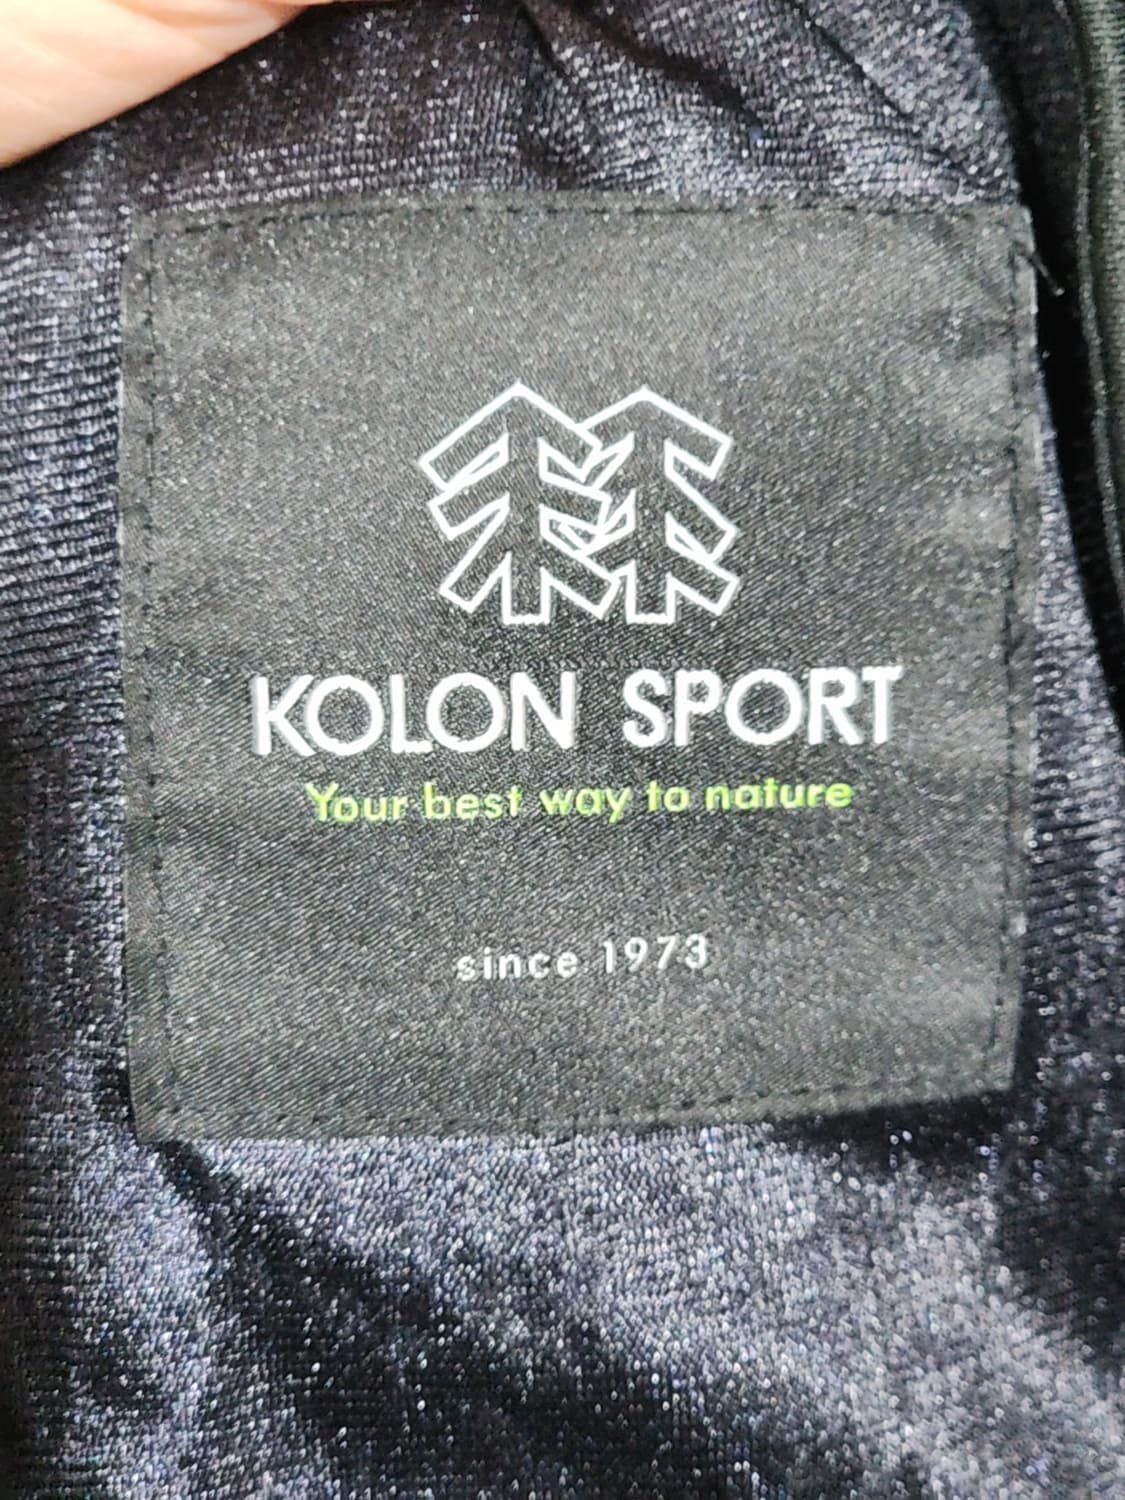 KOLON SPORT
Your best way to nature
since 1973